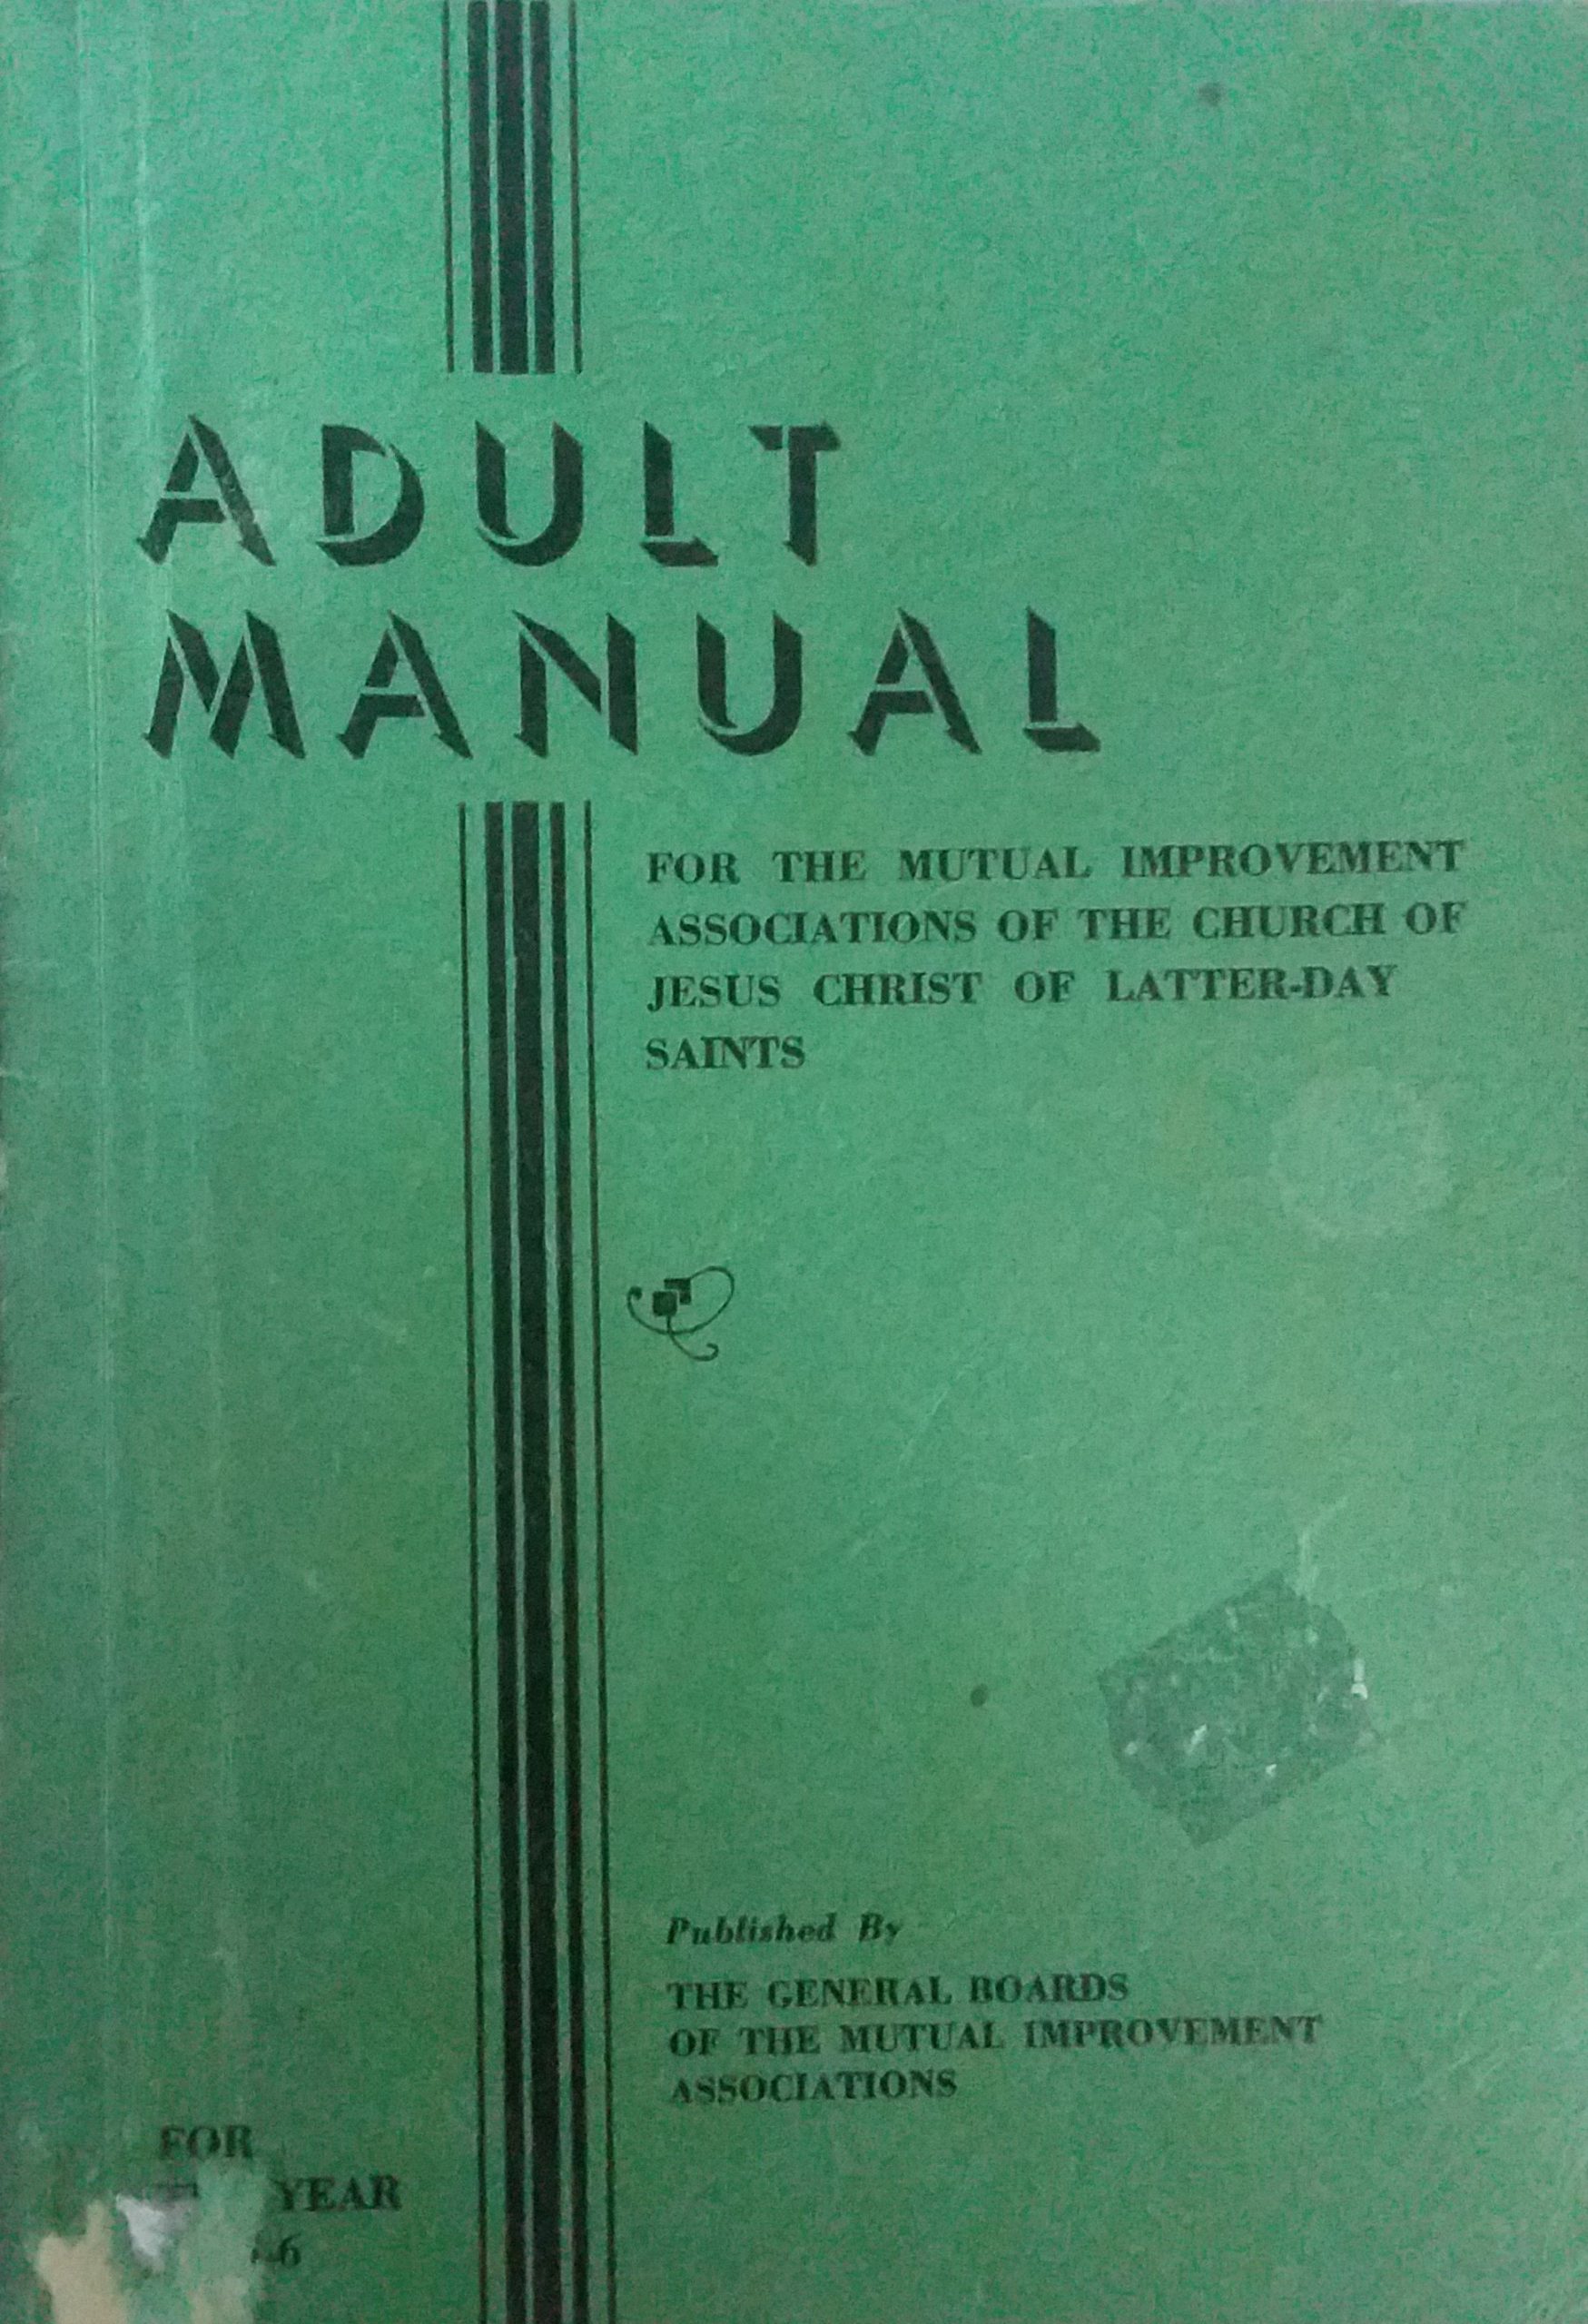 ADULT
MANUAL
FOR THE MUTUAL IMPROVEMENT
ASSOCIATIONS OF THE CHURCH OF
JESUS CHRIST OF LATTER-DAY
SAINTS
Published By
THE GENERAL BOARDS
OF THE MUTUAL IMPROVEMENT
ASSOCIATIONS
FOR
YEAR
-6